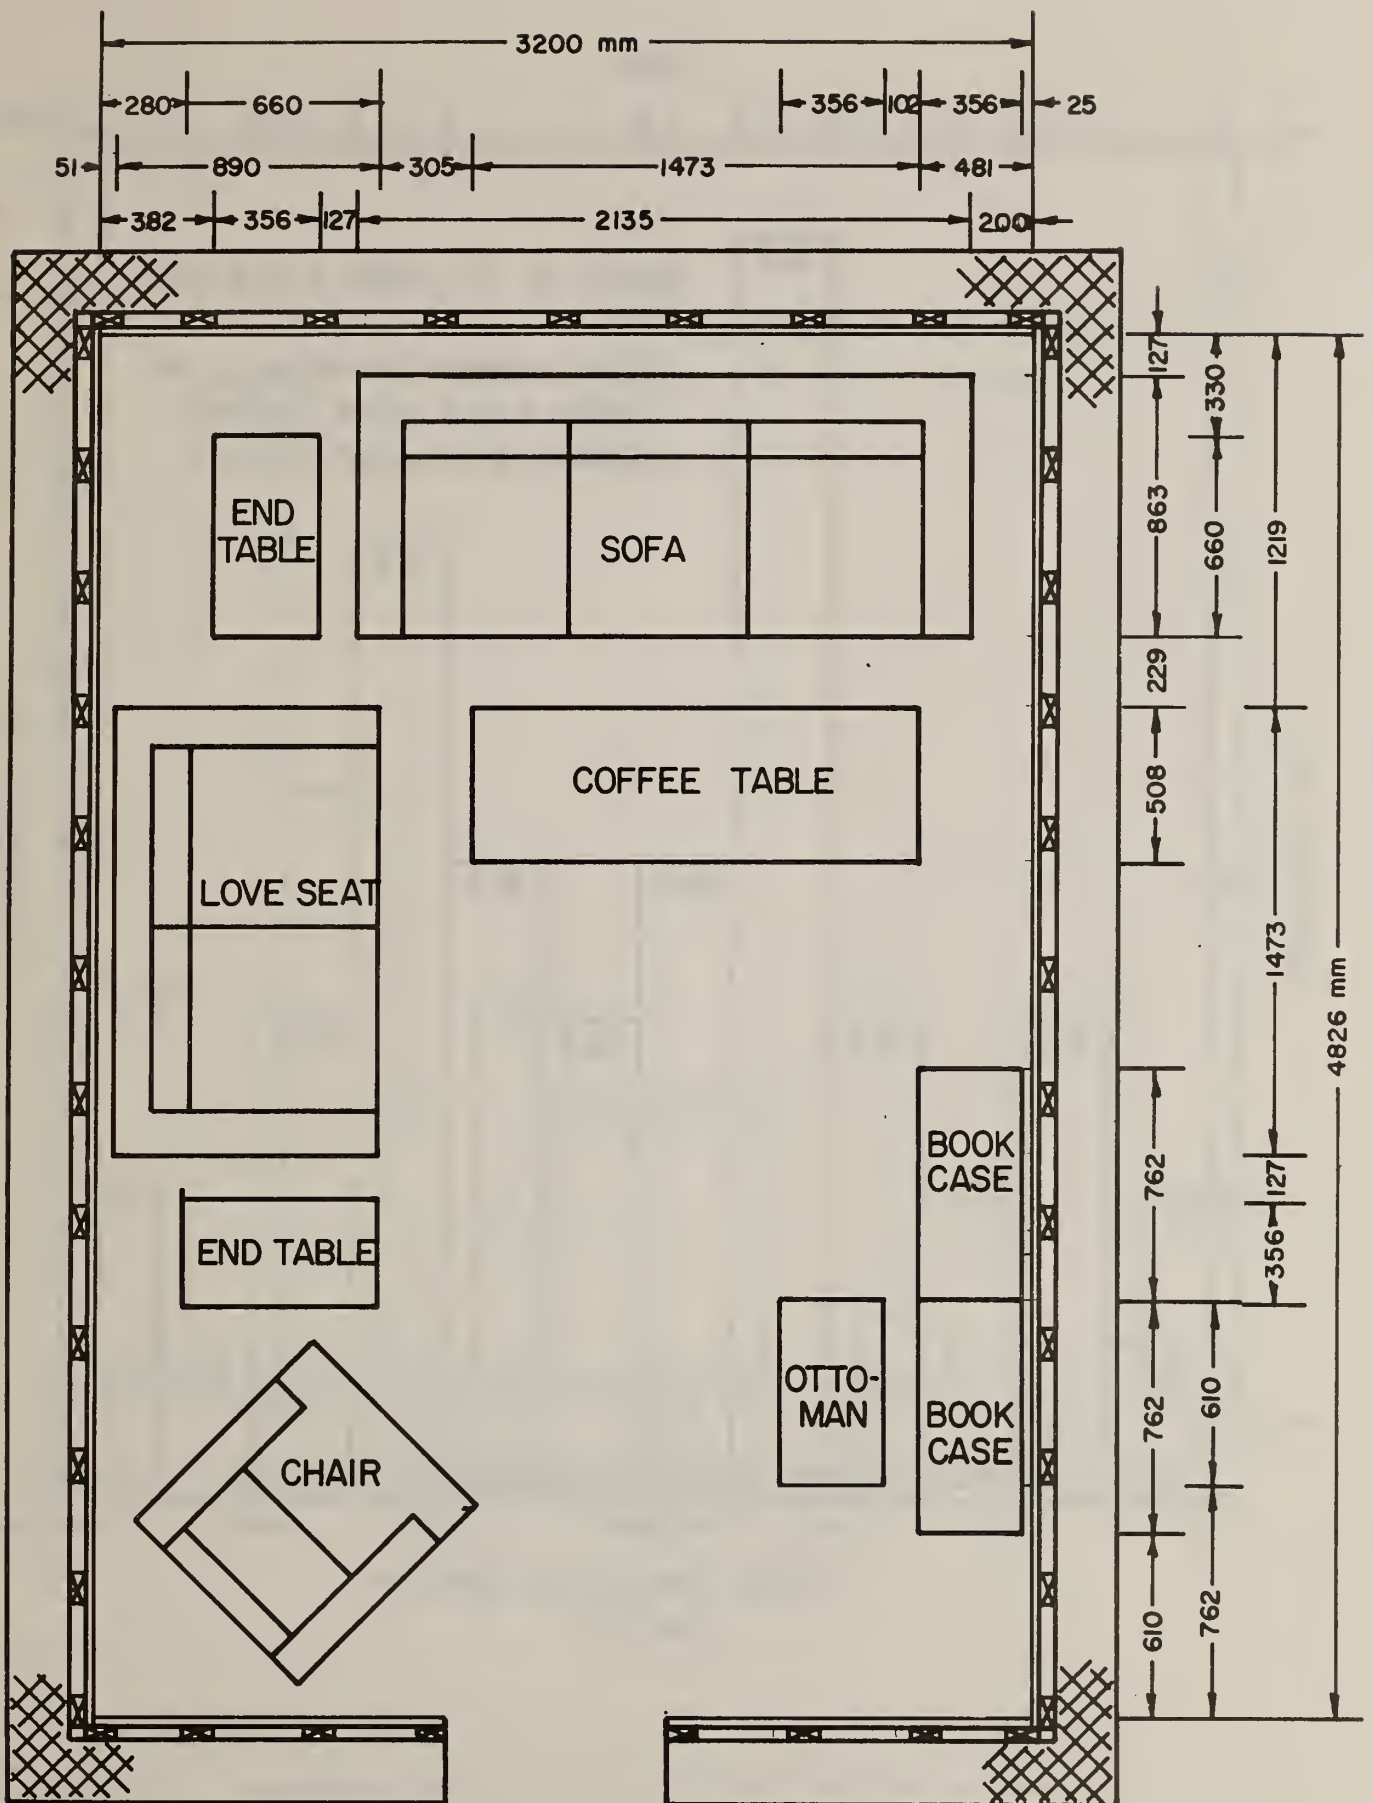 3200 mm
280 660 356 102 356 25
51 890 305 1473 481
382 356 127 2135 200
127
330
863
660
1219
END
TABLE
SOFA
229
508
COFFEE TABLE
LOVE SEAT
1473
4826 mm
BOOK
CASE
762
127
356
END TABLE
OTTO-
MAN
BOOK
CASE
762
610
CHAIR
610
762